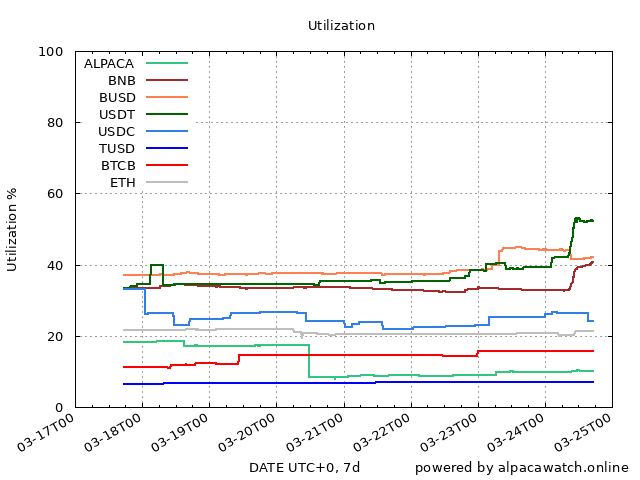 Utilization
100
80
60
40
20
0
Utilization %
ALPACA
BNB
BUSD
USDT
USDC
TUSD
BTCB
ETH
03-17T00
03-18T00
03-19T00
03-20T00
03-21T00
03-22T00
03-23T00
03-24T00
03-25T00
DATE UTC+0, 7d
powered by alpacawatch.online